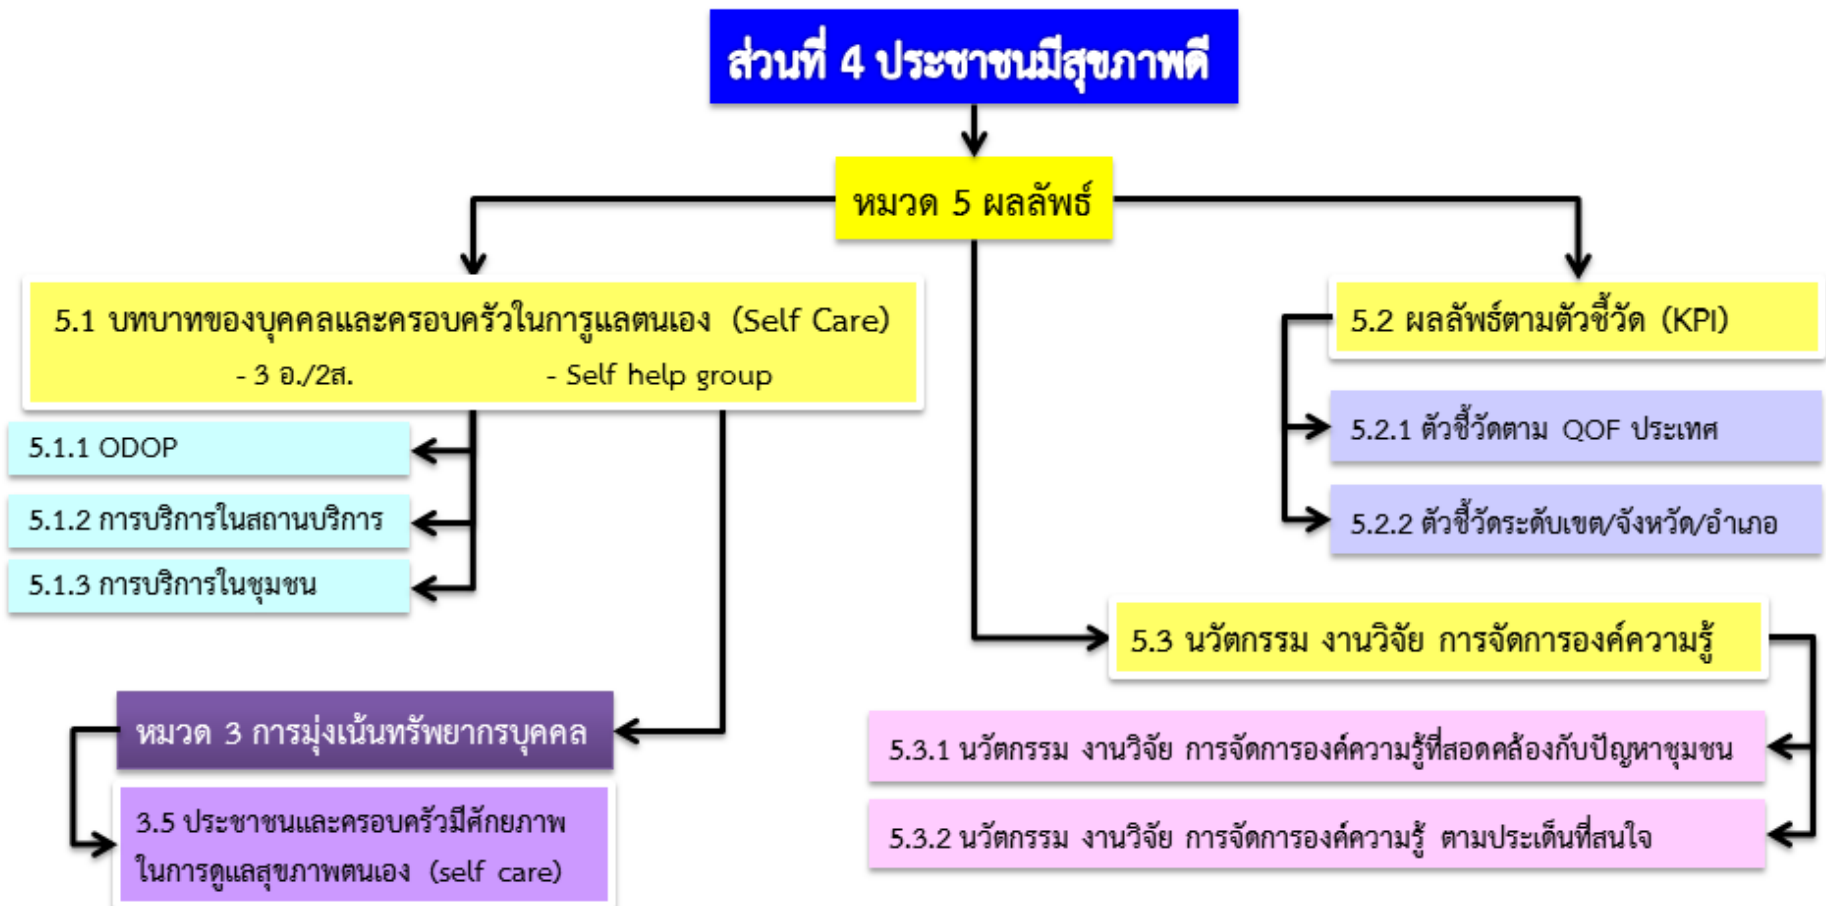 ส่วนที่ 4 ประชาชนมีสุขภาพดี
หมวด 5 ผลลัพธ์
5.1 บทบาทของบุคคลและครอบครัวในการูแลตนเอง (Self Care)
- 3 อ./2ส. - Self help group
5.1.1 ODOP
5.1.2 การบริการในสถานบริการ
5.1.3 การบริการในชุมชน
หมวด 3 การมุ่งเน้นทรัพยากรบุคคล
3.5 ประชาชนและครอบครัวมีศักยภาพ
ในการดูแลสุขภาพตนเอง (self care)
5.2 ผลลัพธ์ตามตัวชี้วัด (KPI)
5.2.1 ตัวชี้วัดตาม QOF ประเทศ
5.2.2 ตัวชี้วัดระดับเขต/จังหวัด/อำเภอ
5.3 นวัตกรรม งานวิจัย การจัดการองค์ความรู้
5.3.1 นวัตกรรม งานวิจัย การจัดการองค์ความรู้ที่สอดคล้องกับปัญหาชุมชน
5.3.2 นวัตกรรม งานวิจัย การจัดการองค์ความรู้ ตามประเด็นที่สนใจ